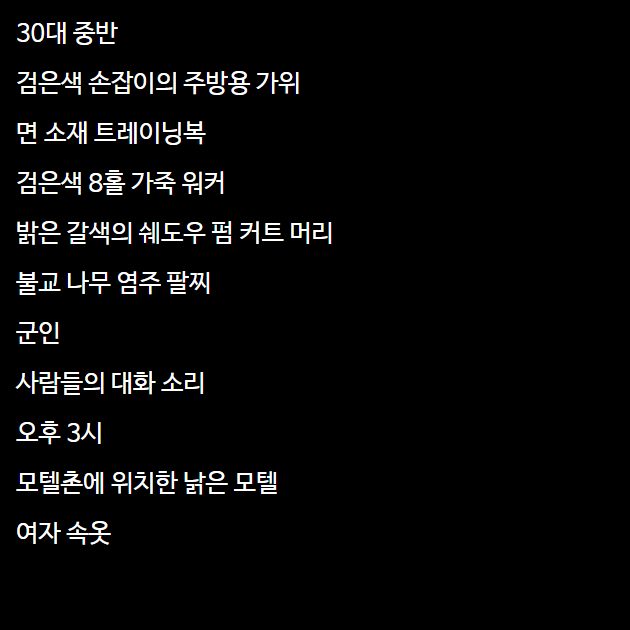 30대 중반
검은색 손잡이의 주방용 가위
면 소재 트레이닝복
검은색 8홀 가죽 워커
밝은 갈색의 쉐도우 펌 커트 머리
불교 나무 염주 팔찌
군인
사람들의 대화 소리
오후 3시
모텔촌에 위치한 낡은 모텔
여자 속옷